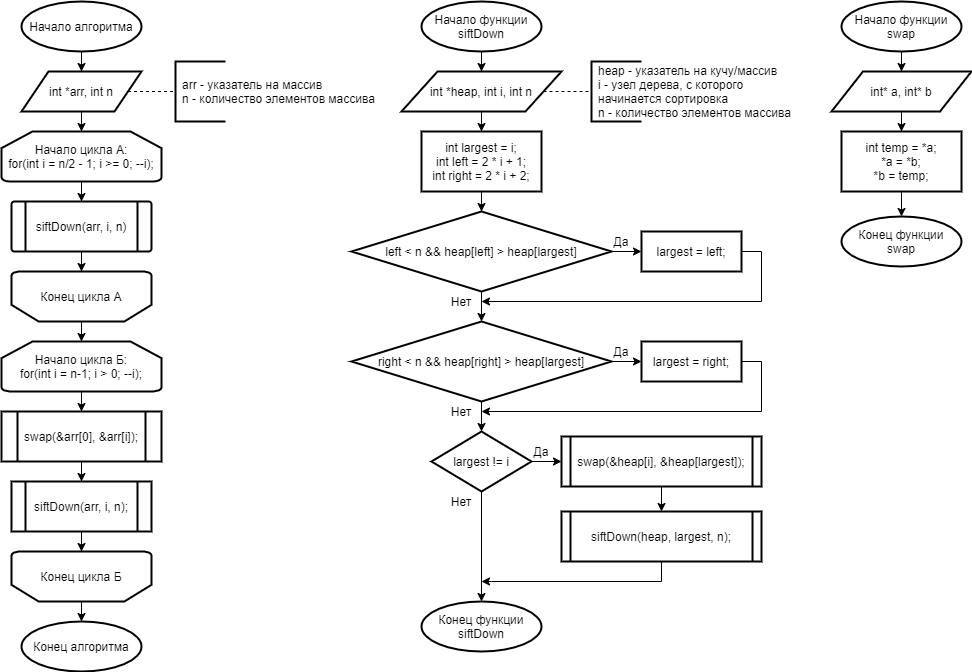 Начало алгоритма
int *arr, int n
arr - указатель на массив
n - количество элементов массива
Начало цикла А:
for(int i = n/2 - 1; i >= 0; --i);
siftDown(arr, i, n)
Конец цикла А
Начало цикла Б:
for(int i = n-1; i > 0; --i);
swap(&arr[0], &arr[i]);
siftDown(arr, i, n);
Конец цикла Б
Конец алгоритма
Начало функции
siftDown
int *heap, int i, int n
heap - указатель на кучу/массив
i - узел дерева, с которого
начинается сортировка
n - количество элементов массива
int largest = i;
int left = 2 * i + 1;
int right = 2 * i + 2;
left < n && heap[left] > heap[largest]
Да
largest = left;
Нет
right < n && heap[right] > heap[largest]
Да
largest = right;
Нет
largest != i
Да
swap(&heap[i], &heap[largest]);
Нет
siftDown(heap, largest, n);
Конец функции
siftDown
Начало функции
swap
int* a, int* b
int temp = *a;
*a = *b;
*b = temp;
Конец функции
swap